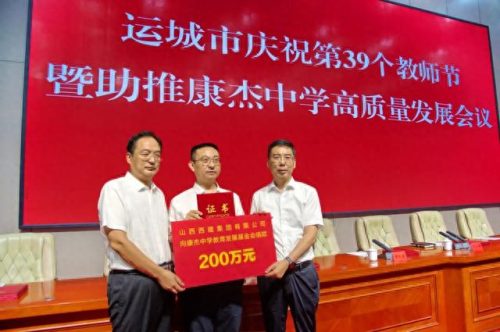 运城市庆祝第39个教师节
暨助推康杰中学高质量发展会议
证书
山西西建集团有限公司
向康杰中学教育发展基金会捐款
200万元